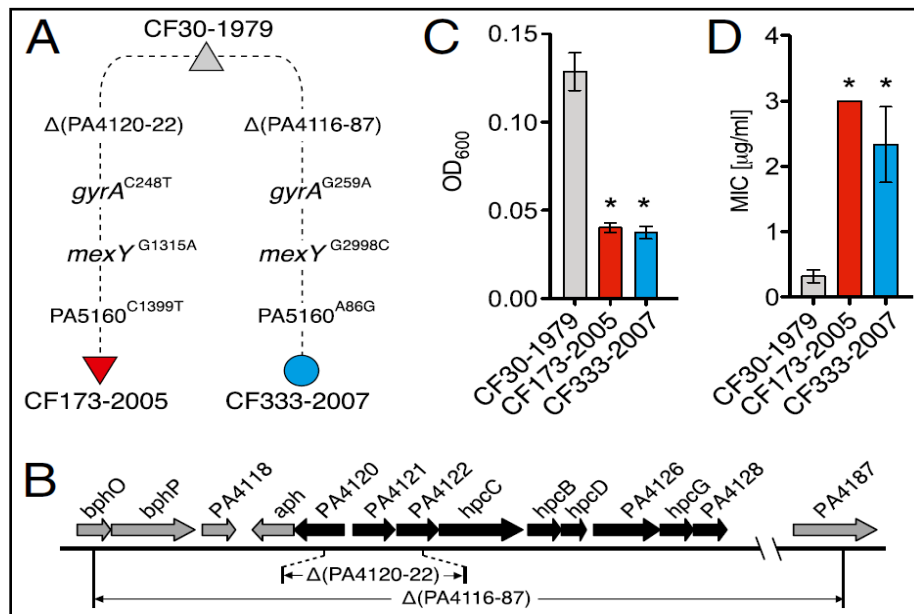 A
CF30-1979
Δ(PA4120-22)
Δ(PA4116-87)
gyrA^C248T
gyrA^G259A
mexY^G1315A
mexY^G2998C
PA5160^C1399T
PA5160^A86G
CF173-2005
CF333-2007
C
OD₆₀₀
0.15
0.10
0.05
0.00
* *
CF30-1979
CF173-2005
CF333-2007
D
MIC [µg/ml]
4
3
2
1
0
* *
CF30-1979
CF173-2005
CF333-2007
B
bphO bphP PA4118 aph PA4120 PA4121 PA4122 hpcC hpcB hpcD PA4126 hpcG PA4128 PA4187
Δ(PA4120-22)
Δ(PA4116-87)